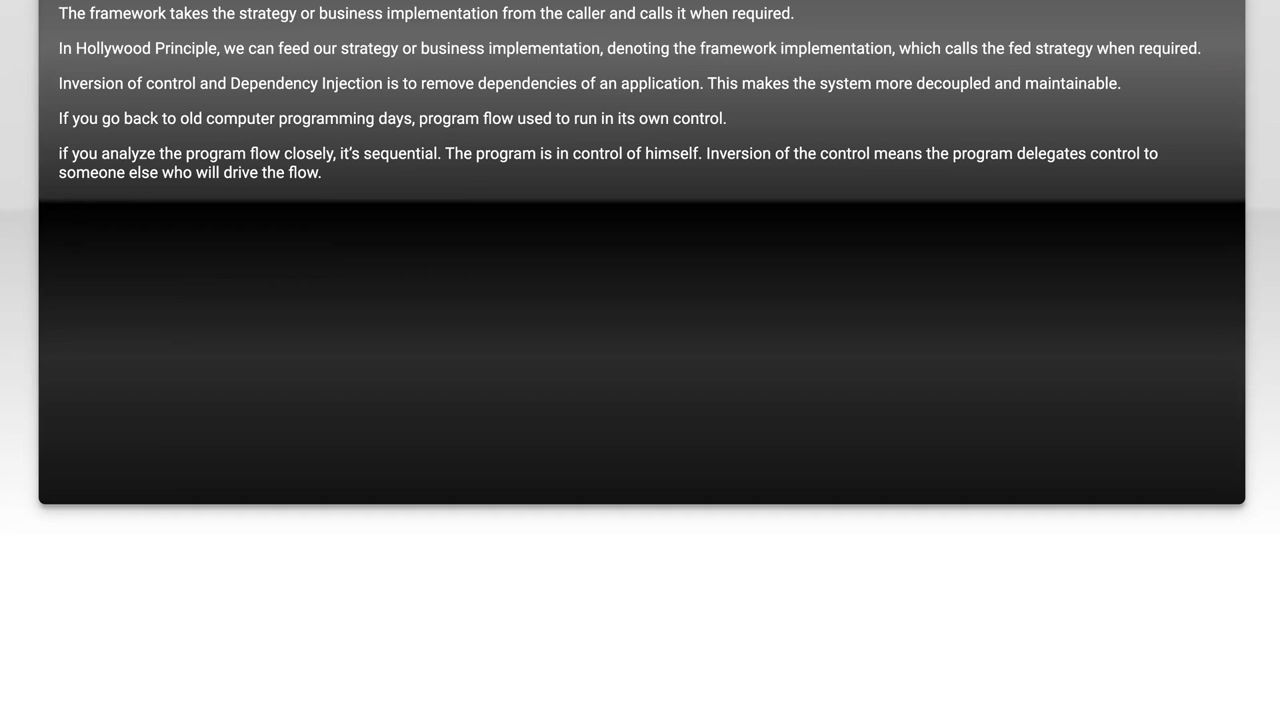 The framework takes the strategy or business implementation from the caller and calls it when required.
In Hollywood Principle, we can feed our strategy or business implementation, denoting the framework implementation, which calls the fed strategy when required.
Inversion of control and Dependency Injection is to remove dependencies of an application. This makes the system more decoupled and maintainable.
If you go back to old computer programming days, program flow used to run in its own control.
if you analyze the program flow closely, it’s sequential. The program is in control of himself. Inversion of the control means the program delegates control to
someone else who will drive the flow.